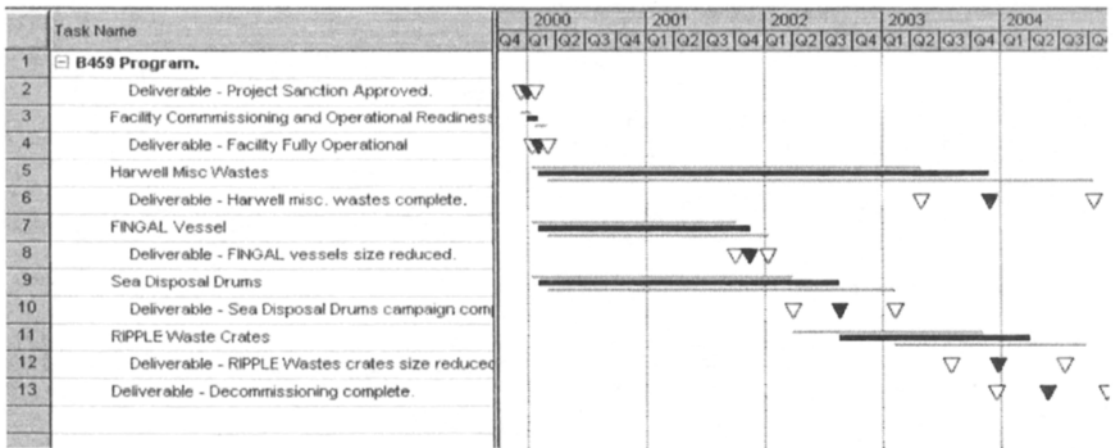 2000 2001 2002 2003 2004
Task Name
Q4 Q1 Q2 Q3 Q4 Q1 Q2 Q3 Q4 Q1 Q2 Q3 Q4 Q1 Q2 Q3 Q4 Q1 Q2 Q3
1 B459 Program.
2 Deliverable - Project Sanction Approved.
3 Facility Commmissioning and Operational Readiness
4 Deliverable - Facility Fully Operational
5 Harwell Misc Wastes
6 Deliverable - Harwell misc. wastes complete.
7 FINGAL Vessel
8 Deliverable - FINGAL vessels size reduced.
9 Sea Disposal Drums
10 Deliverable - Sea Disposal Drums campaign com
11 RIPPLE Waste Crates
12 Deliverable - RIPPLE Wastes crates size reduced
13 Deliverable - Decommissioning complete.